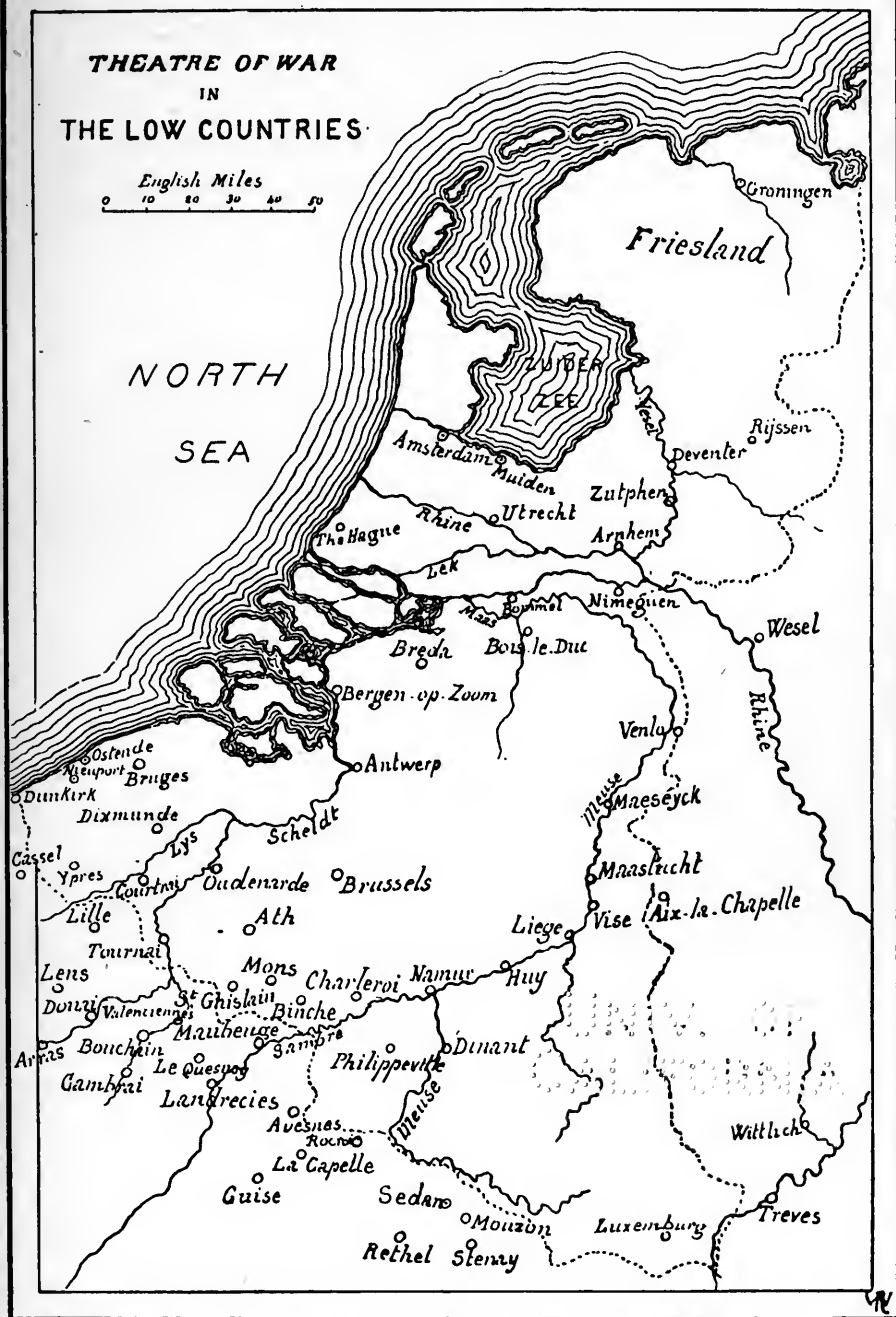 THEATRE OF WAR
IN
THE LOW COUNTRIES
English Miles
0 10 20 30 40 50
Groningen
Friesland
NORTH
SEA
ZUIDER
ZEE
Yesel
Rijssen
Amsterdam
Muiden
Deventer
Zutphen
The Hague
Rhine
Utrecht
Arnhem
Lek
Maas
Bommel
Nimeguen
Breda
Bois-le-Duc
Wesel
Bergen-op-Zoom
Rhine
Venlo
Ostende
Nieuport
Bruges
Antwerp
Dunkirk
Meuse
Maeseyck
Dixmunde
Lys
Scheldt
Cassel
Ypres
Courtrai
Oudenarde
Brussels
Maastricht
Lille
Ath
Vise
Aix-la-Chapelle
Tournai
Liege
Lens
Mons
Charleroi
Namur
Huy
Douai
Valenciennes
St Ghislain
Binche
Arras
Bouchain
Maubeuge
Sambre
Philippeville
Dinant
UNIV. OF
CALIFORNIA
Cambrai
Le Quesnoy
Landrecies
Avesnes
Rocroi
Meuse
Wittlich
La Capelle
Guise
Sedan
Mouzon
Luxemburg
Treves
Rethel
Stenay